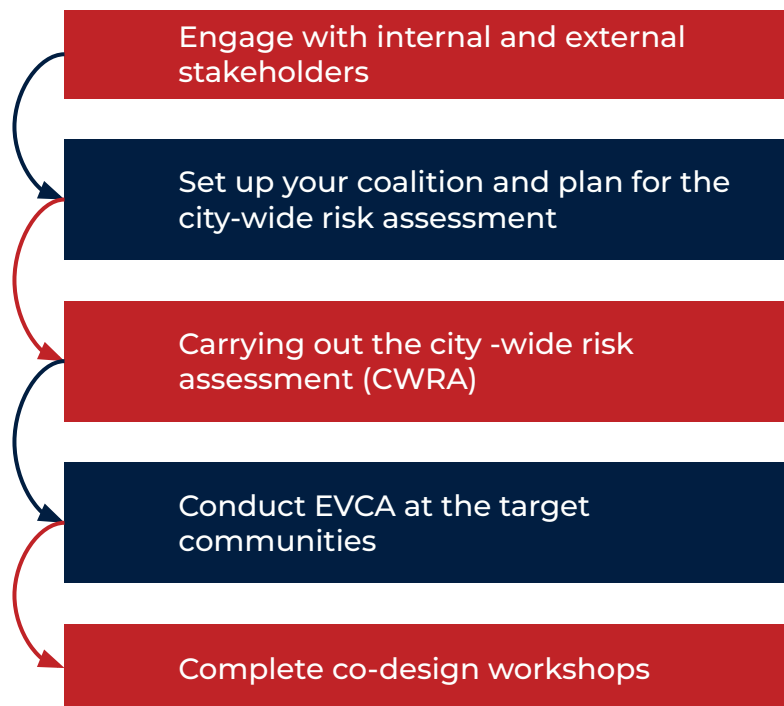 Engage with internal and external
stakeholders
Set up your coalition and plan for the
city-wide risk assessment
Carrying out the city -wide risk
assessment (CWRA)
Conduct EVCA at the target
communities
Complete co-design workshops